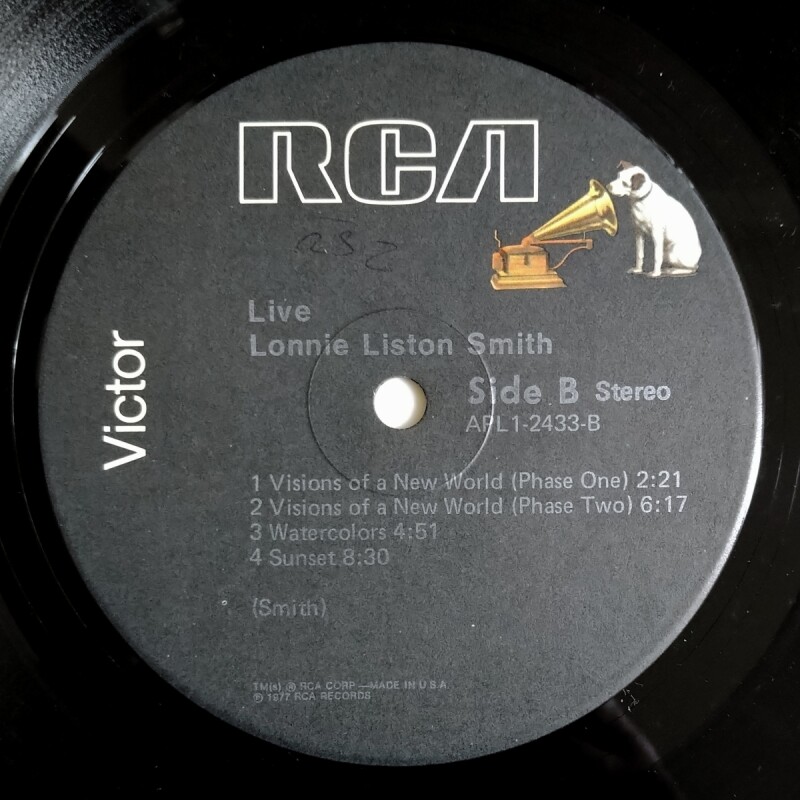 RCA
Live
Lonnie Liston Smith
Victor
Side B Stereo
APL1-2433-B
1 Visions of a New World (Phase One) 2:21
2 Visions of a New World (Phase Two) 6:17
3 Watercolors 4:51
4 Sunset 8:30
(Smith)
TM(s) ® RCA CORP—MADE IN U.S.A
℗ 1977 RCA RECORDS